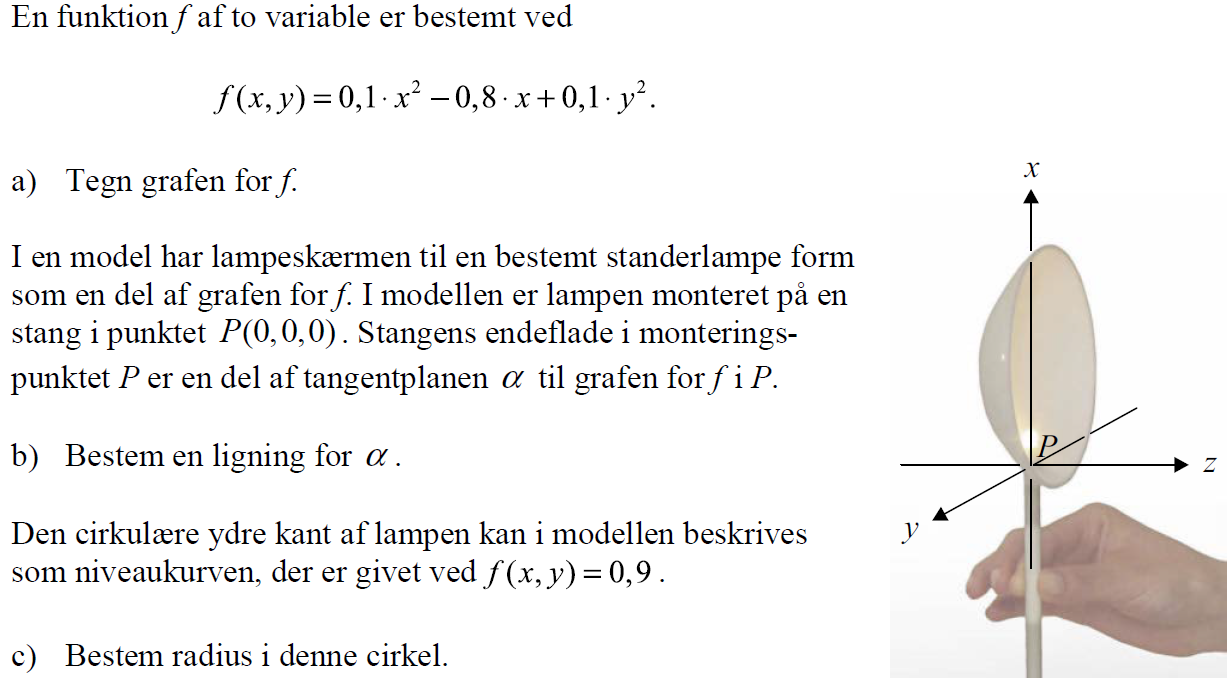 En funktion f af to variable er bestemt ved
f(x, y) = 0,1 · x² − 0,8 · x + 0,1 · y².
a) Tegn grafen for f.
I en model har lampeskærmen til en bestemt standerlampe form
som en del af grafen for f. I modellen er lampen monteret på en
stang i punktet P(0, 0, 0). Stangens endeflade i monterings-
punktet P er en del af tangentplanen α til grafen for f i P.
b) Bestem en ligning for α.
Den cirkulære ydre kant af lampen kan i modellen beskrives
som niveaukurven, der er givet ved f(x, y) = 0,9.
c) Bestem radius i denne cirkel.
x
P
z
y